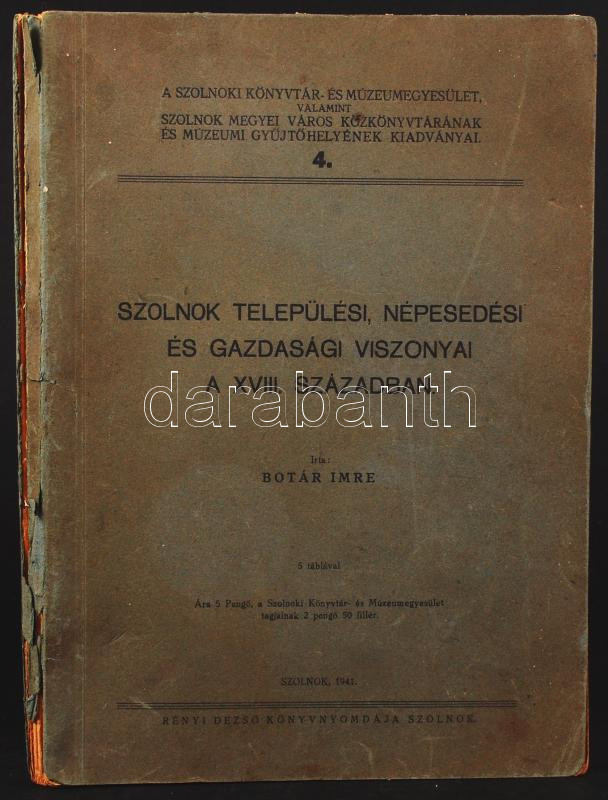 A SZOLNOKI KÖNYVTÁR- ÉS MÚZEUMEGYESÜLET,
VALAMINT
SZOLNOK MEGYEI VÁROS KÖZKÖNYVTÁRÁNAK
ÉS MÚZEUMI GYŰJTŐHELYÉNEK KIADVÁNYAI.
4.
SZOLNOK TELEPÜLÉSI, NÉPESEDÉSI
ÉS GAZDASÁGI VISZONYAI
A XVIII. SZÁZADBAN.
darabanth
Irta:
BOTÁR IMRE
5 táblával
Ára 5 Pengő, a Szolnoki Könyvtár- és Múzeumegyesület
tagjainak 2 pengő 50 fillér.
SZOLNOK, 1941.
RÉNYI DEZSŐ KÖNYVNYOMDÁJA SZOLNOK.